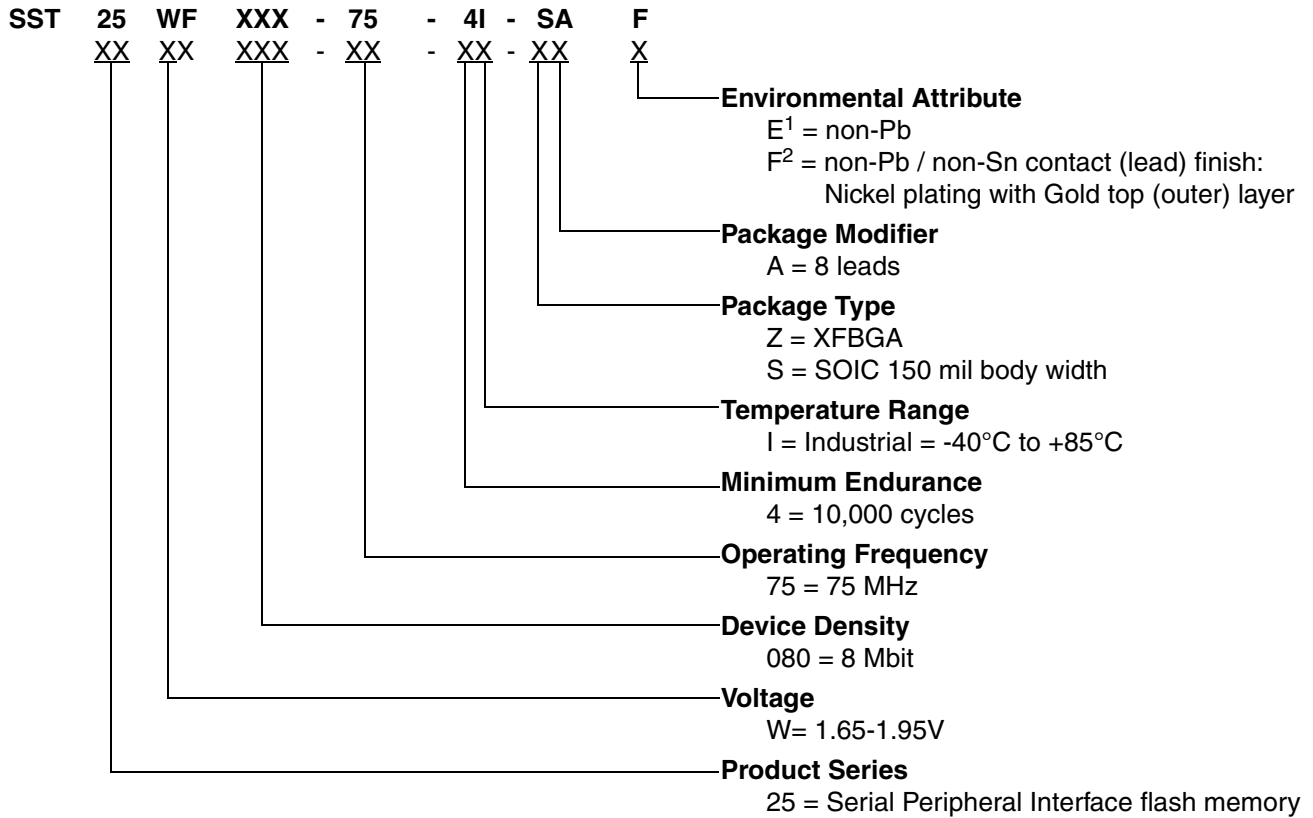 SST 25 WF XXX - 75 - 4I - SA F
XX XX XXX - XX - XX - XX X
Environmental Attribute
E1 = non-Pb
F2 = non-Pb / non-Sn contact (lead) finish:
Nickel plating with Gold top (outer) layer
Package Modifier
A = 8 leads
Package Type
Z = XFBGA
S = SOIC 150 mil body width
Temperature Range
I = Industrial = -40°C to +85°C
Minimum Endurance
4 = 10,000 cycles
Operating Frequency
75 = 75 MHz
Device Density
080 = 8 Mbit
Voltage
W= 1.65-1.95V
Product Series
25 = Serial Peripheral Interface flash memory